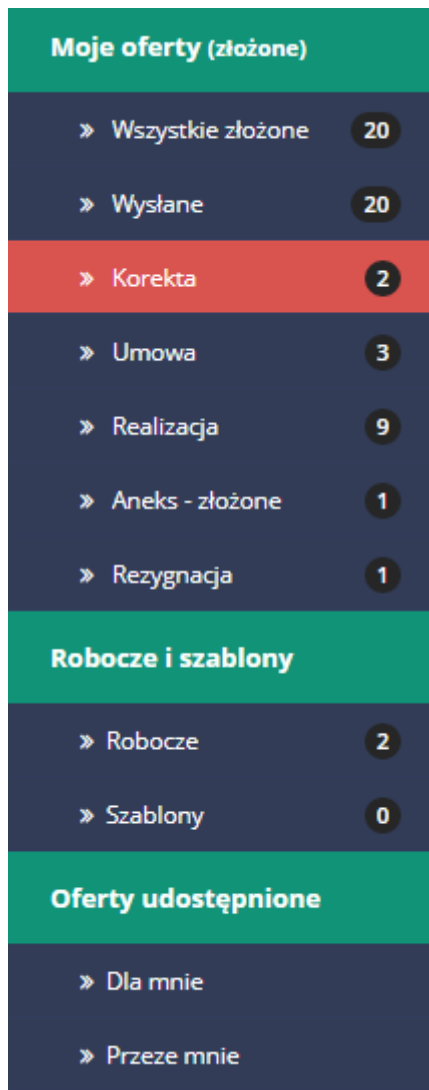 Moje oferty (złożone)
» Wszystkie złożone 20
» Wysłane 20
» Korekta 2
» Umowa 3
» Realizacja 9
» Aneks - złożone 1
» Rezygnacja 1
Robocze i szablony
» Robocze 2
» Szablony 0
Oferty udostępnione
» Dla mnie
» Przeze mnie